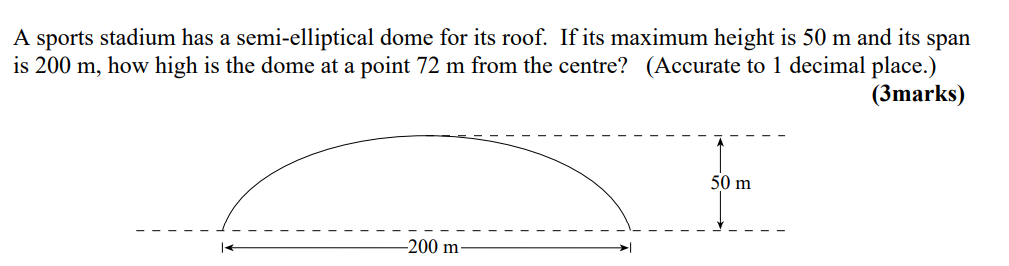 A sports stadium has a semi-elliptical dome for its roof. If its maximum height is 50 m and its span
is 200 m, how high is the dome at a point 72 m from the centre? (Accurate to 1 decimal place.)
(3marks)
50 m
200 m